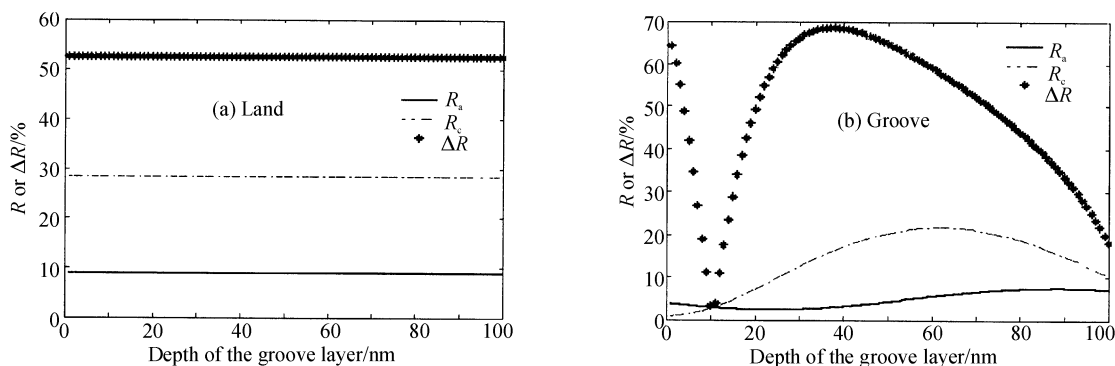 60
50
40
30
20
10
0
R or ΔR/%
(a) Land
Ra
Rc
ΔR
0 20 40 60 80 100
Depth of the groove layer/nm
70
60
50
40
30
20
10
0
R or ΔR/%
(b) Groove
Ra
Rc
ΔR
0 20 40 60 80 100
Depth of the groove layer/nm